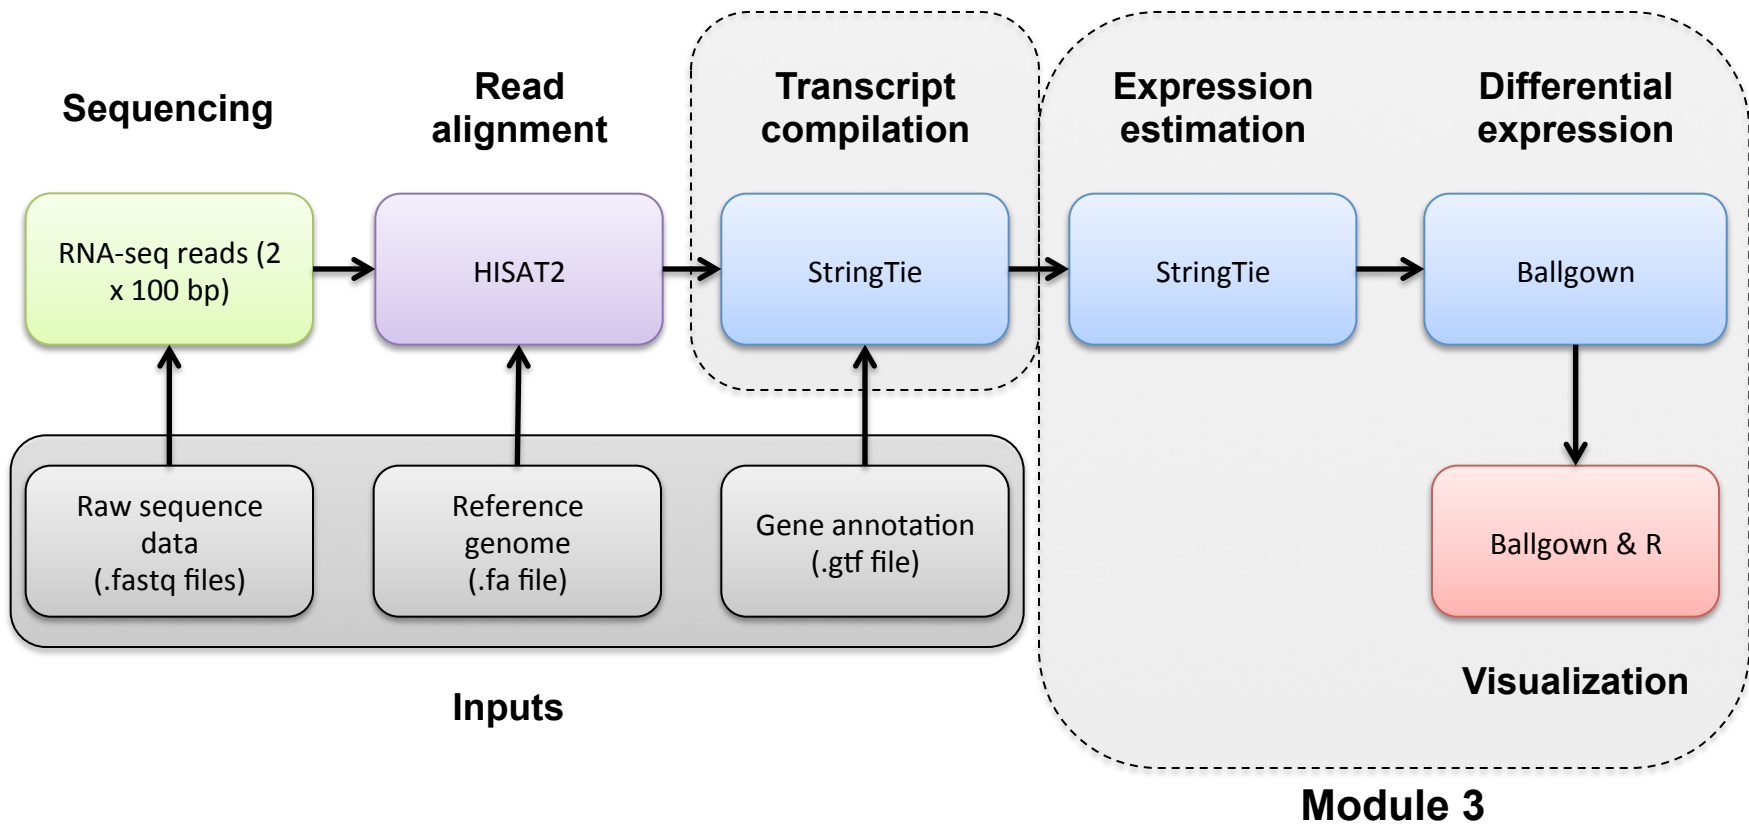 Sequencing
Read
alignment
Transcript
compilation
Expression
estimation
Differential
expression
RNA-seq reads (2
x 100 bp)
HISAT2
StringTie
StringTie
Ballgown
Raw sequence
data
(.fastq files)
Reference
genome
(.fa file)
Gene annotation
(.gtf file)
Ballgown & R
Inputs
Visualization
Module 3